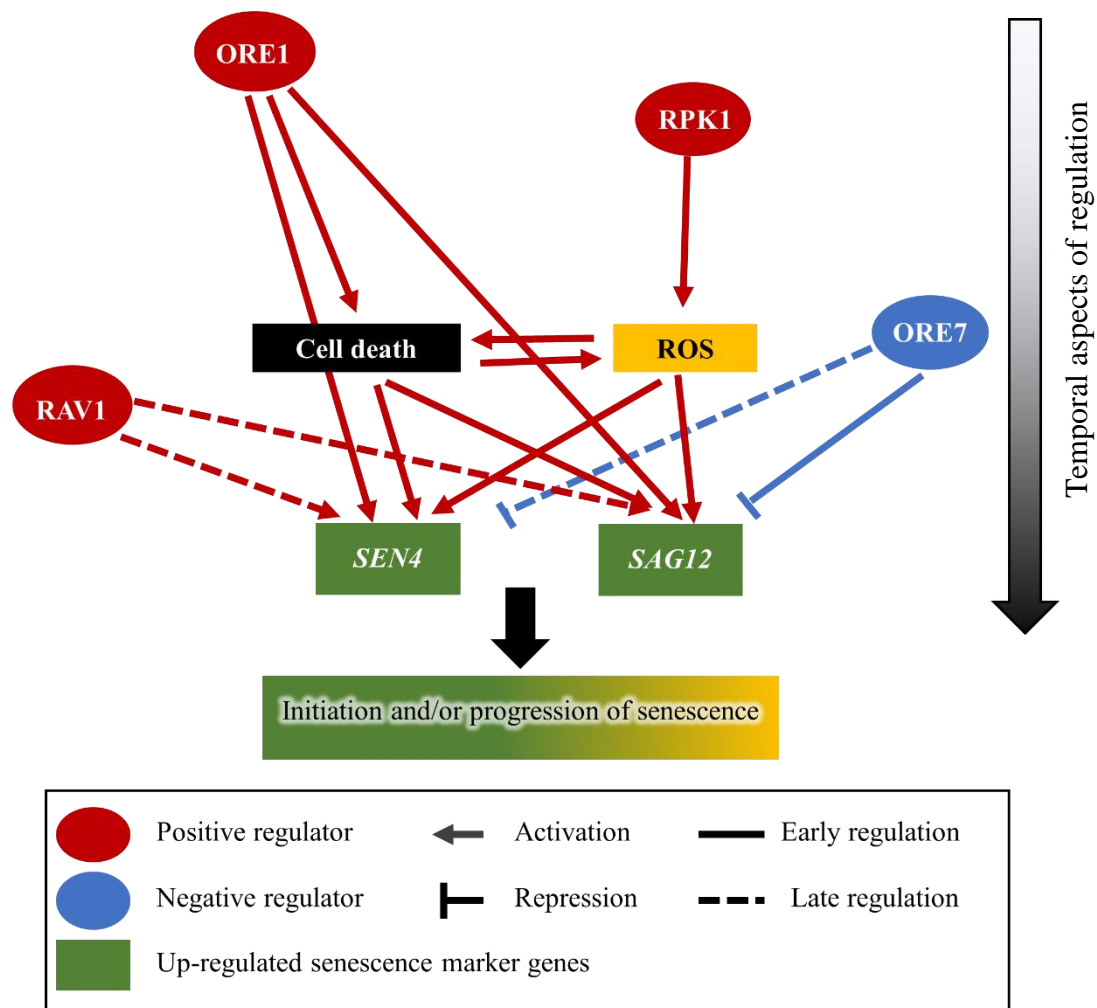 ORE1
RPK1
Temporal aspects of regulation
Cell death
ROS
ORE7
RAV1
SEN4
SAG12
Initiation and/or progression of senescence
Positive regulator
Activation
Early regulation
Negative regulator
Repression
Late regulation
Up-regulated senescence marker genes